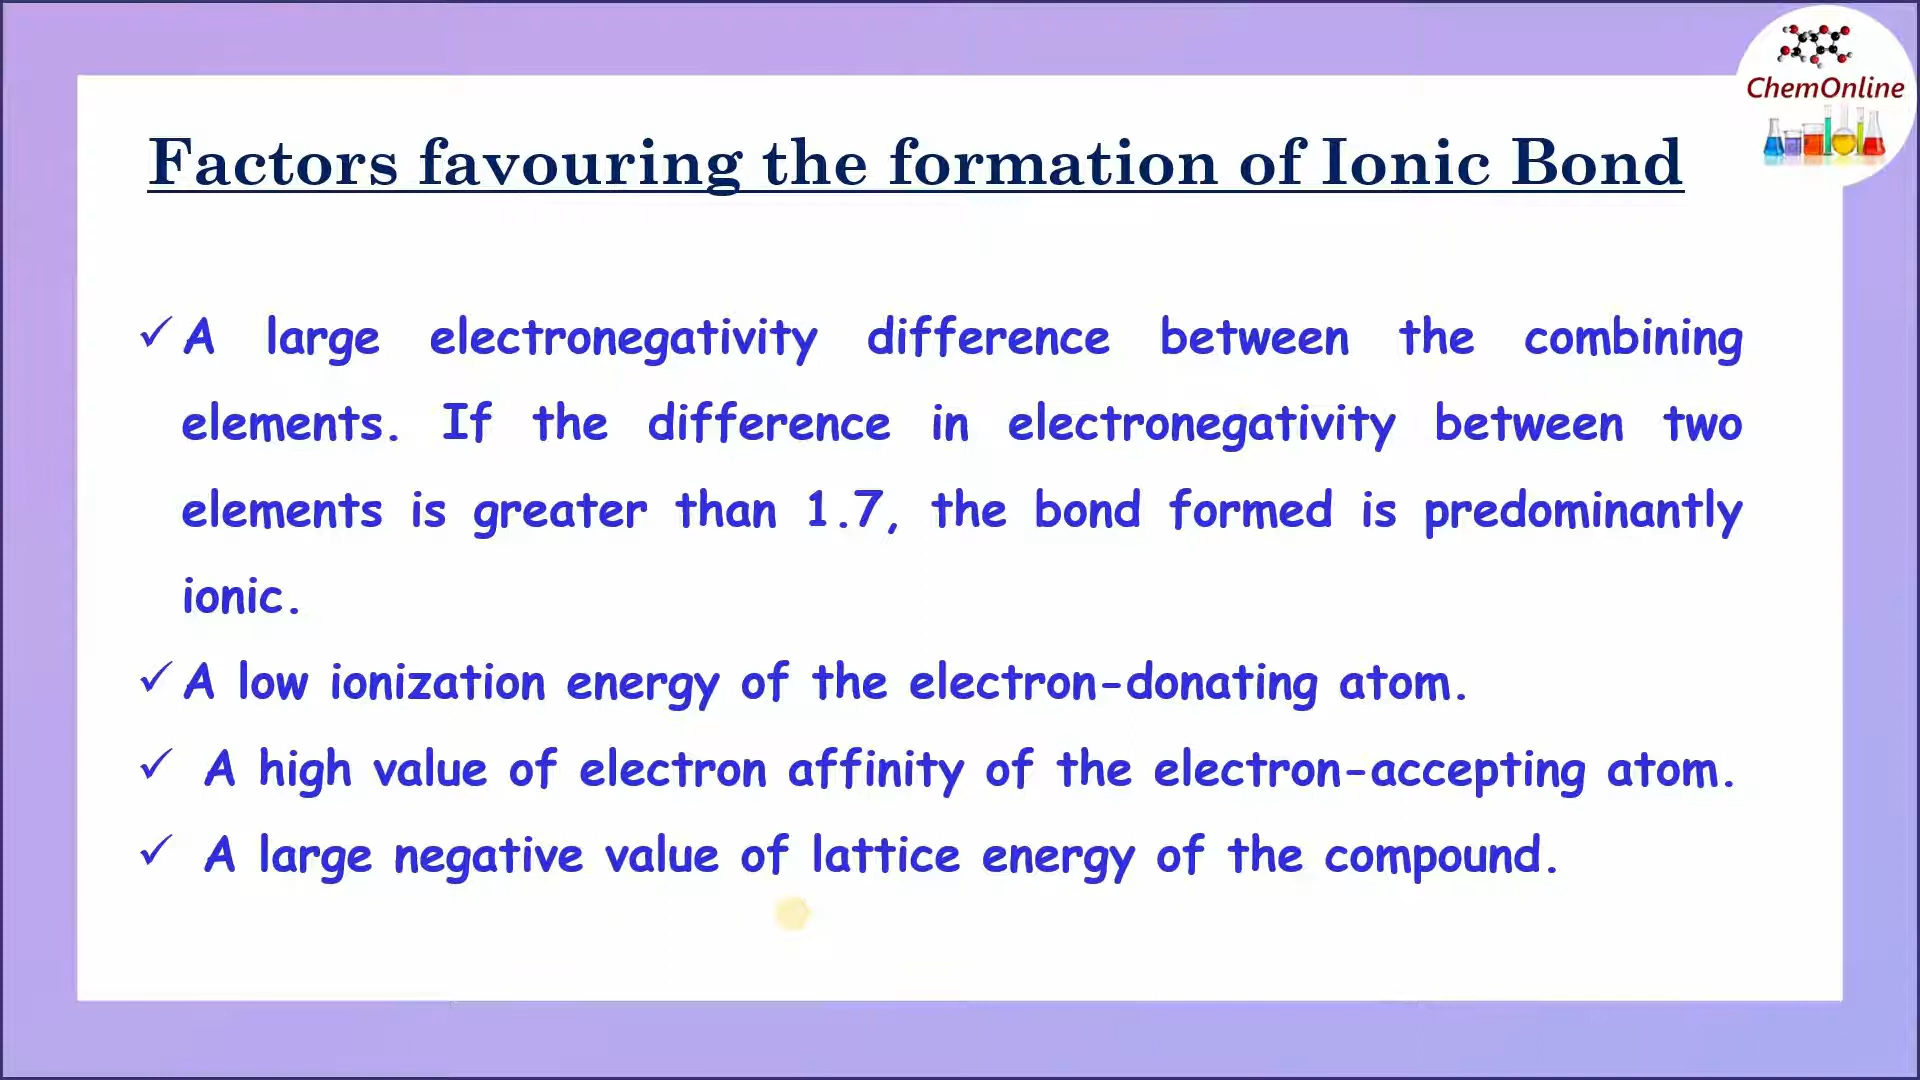 ChemOnline
Factors favouring the formation of Ionic Bond
✓ A large electronegativity difference between the combining
elements. If the difference in electronegativity between two
elements is greater than 1.7, the bond formed is predominantly
ionic.
✓ A low ionization energy of the electron-donating atom.
✓ A high value of electron affinity of the electron-accepting atom.
✓ A large negative value of lattice energy of the compound.